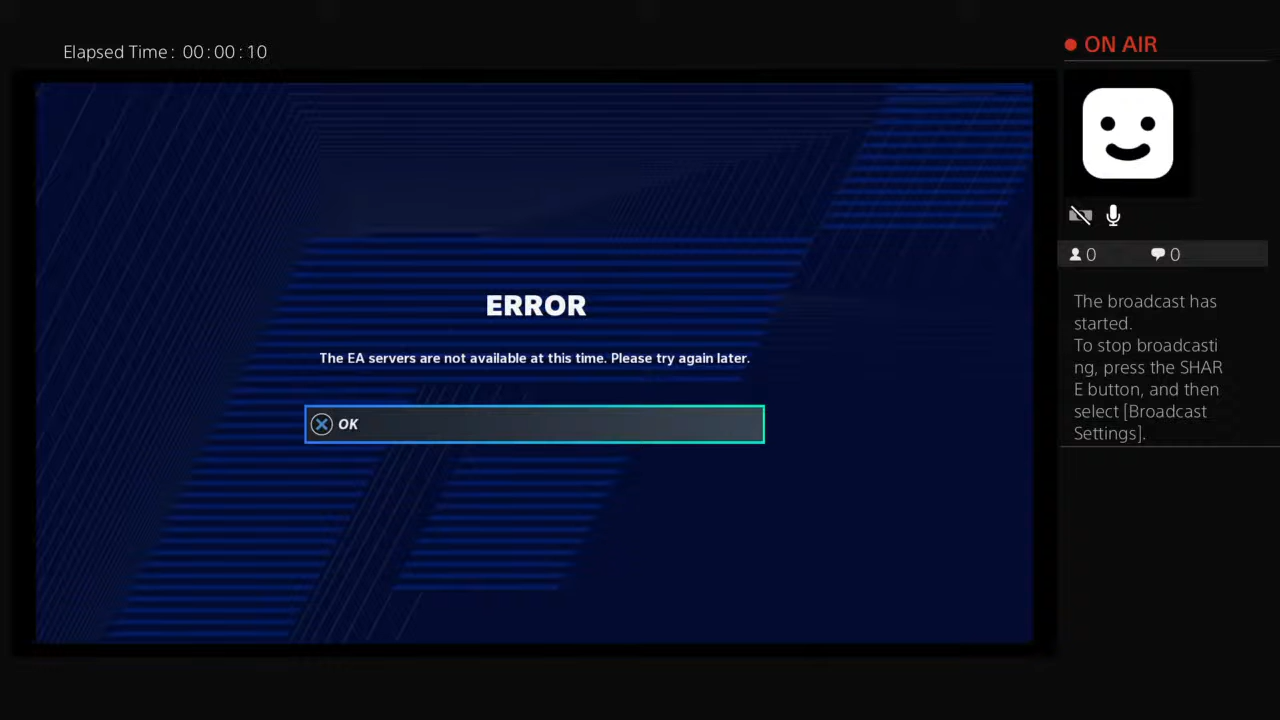 Elapsed Time: 00:00:10
ON AIR
0 0
The broadcast has
started.
To stop broadcasti
ng, press the SHAR
E button, and then
select [Broadcast
Settings].
ERROR
The EA servers are not available at this time. Please try again later.
OK